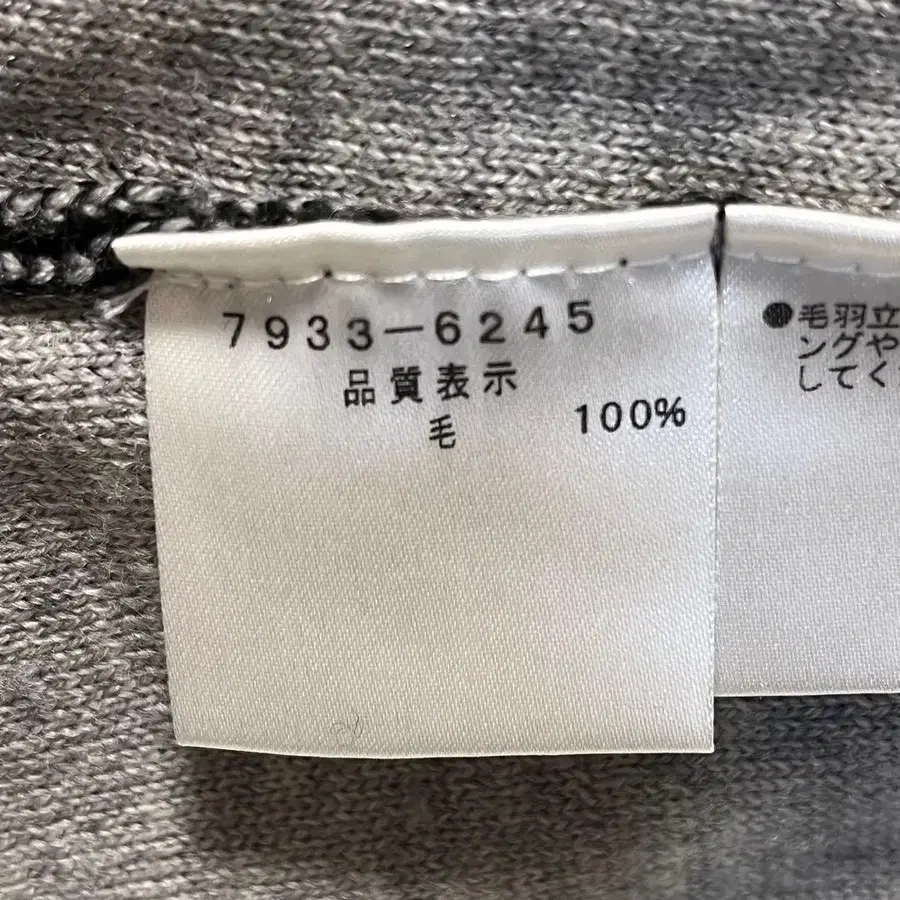 7933-6245
品質表示
毛 100%
●毛羽立
ングや
してく